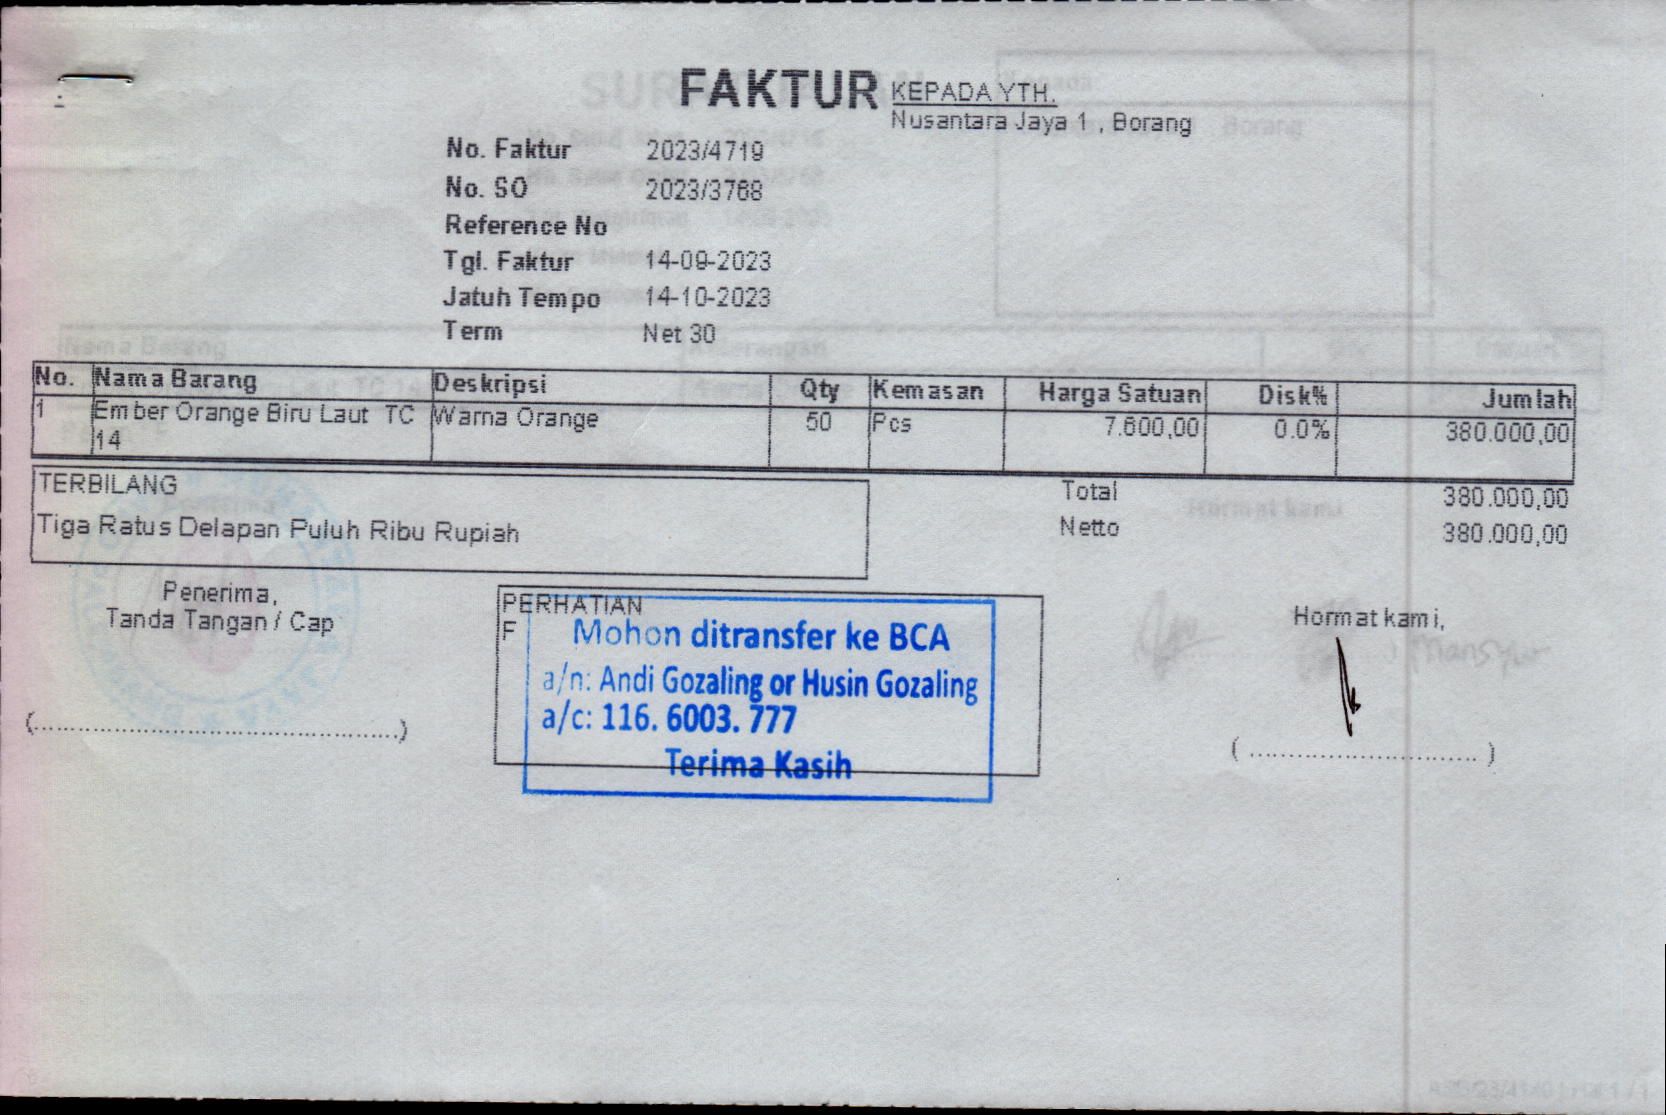 FAKTUR
KEPADA YTH.
Nusantara Jaya 1 , Borang
No. Faktur 2023/4719
No. SO 2023/3768
Reference No
Tgl. Faktur 14-09-2023
Jatuh Tempo 14-10-2023
Term Net 30
No. Nama Barang Deskripsi Qty Kemasan Harga Satuan Disk% Jumlah
1 Ember Orange Biru Laut TC Warna Orange 50 Pcs 7.600,00 0.0% 380.000,00
14
TERBILANG
Tiga Ratus Delapan Puluh Ribu Rupiah
Total 380.000,00
Netto 380.000,00
Penerima,
Tanda Tangan / Cap
(..................................................)
PERHATIAN
F
Mohon ditransfer ke BCA
a/n: Andi Gozaling or Husin Gozaling
a/c: 116. 6003. 777
Terima Kasih
Hormat kami,
( ............................... )